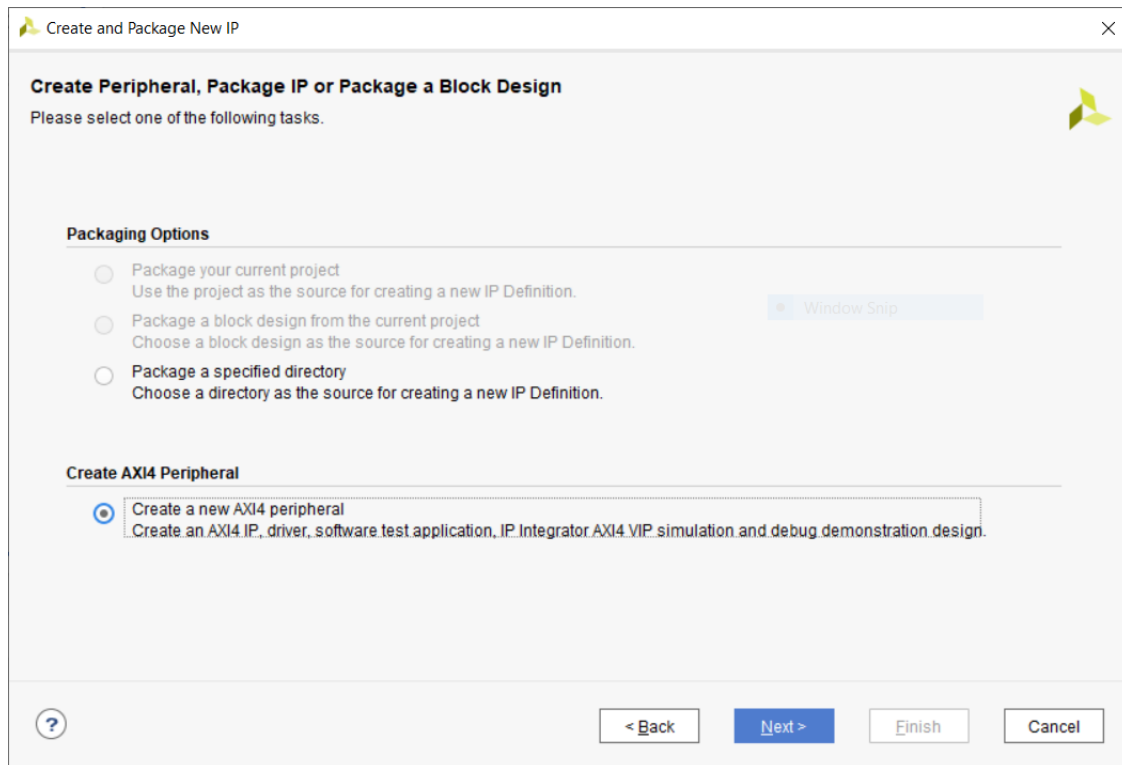 Create and Package New IP
Create Peripheral, Package IP or Package a Block Design
Please select one of the following tasks.
Packaging Options
Package your current project
Use the project as the source for creating a new IP Definition.
Window Snip
Package a block design from the current project
Choose a block design as the source for creating a new IP Definition.
Package a specified directory
Choose a directory as the source for creating a new IP Definition.
Create AXI4 Peripheral
Create a new AXI4 peripheral
Create an AXI4 IP, driver, software test application, IP Integrator AXI4 VIP simulation and debug demonstration design.
?
< Back
Next >
Finish
Cancel